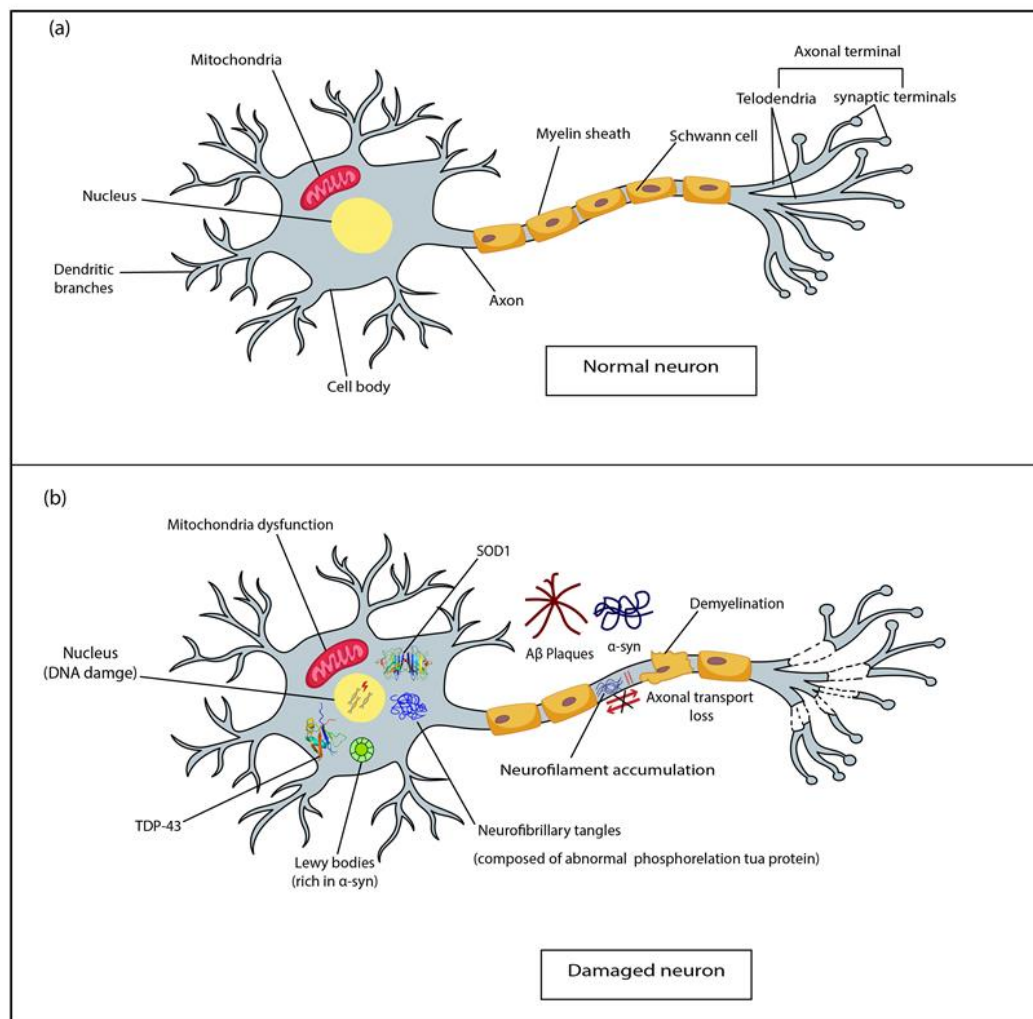 (a)
Mitochondria
Axonal terminal
Telodendria
synaptic terminals
Myelin sheath
Schwann cell
Nucleus
Dendritic
branches
Axon
Cell body
Normal neuron
(b)
Mitochondria dysfunction
SOD1
Demyelination
Nucleus
(DNA damge)
Aβ Plaques
α-syn
Axonal transport
loss
Neurofilament accumulation
TDP-43
Lewy bodies
(rich in α-syn)
Neurofibrillary tangles
(composed of abnormal phosphorelation tua protein)
Damaged neuron